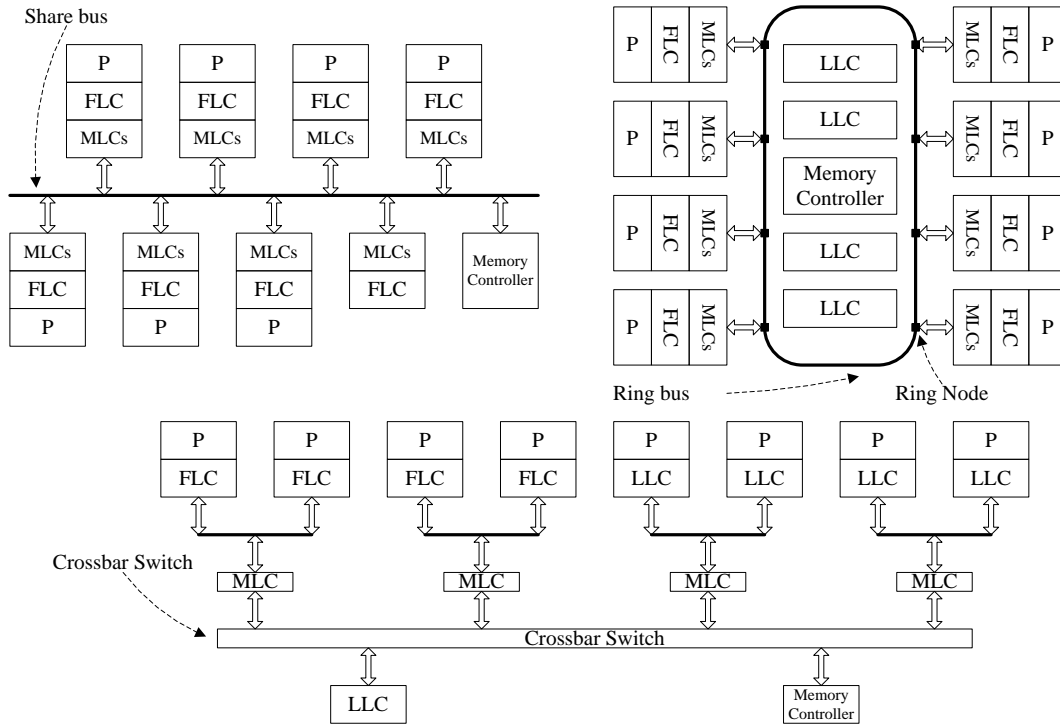 Share bus
P
P
P
P
FLC
FLC
FLC
FLC
MLCs
MLCs
MLCs
MLCs
MLCs
MLCs
MLCs
MLCs
Memory
Controller
FLC
FLC
FLC
FLC
P
P
P
P
FLC
MLCs
LLC
MLCs
FLC
P
P
FLC
MLCs
LLC
MLCs
FLC
P
Memory
Controller
P
FLC
MLCs
LLC
MLCs
FLC
P
P
FLC
MLCs
LLC
MLCs
FLC
P
Ring bus
Ring Node
P
P
P
P
P
P
P
P
FLC
FLC
FLC
FLC
LLC
LLC
LLC
LLC
Crossbar Switch
MLC
MLC
MLC
MLC
Crossbar Switch
LLC
Memory
Controller